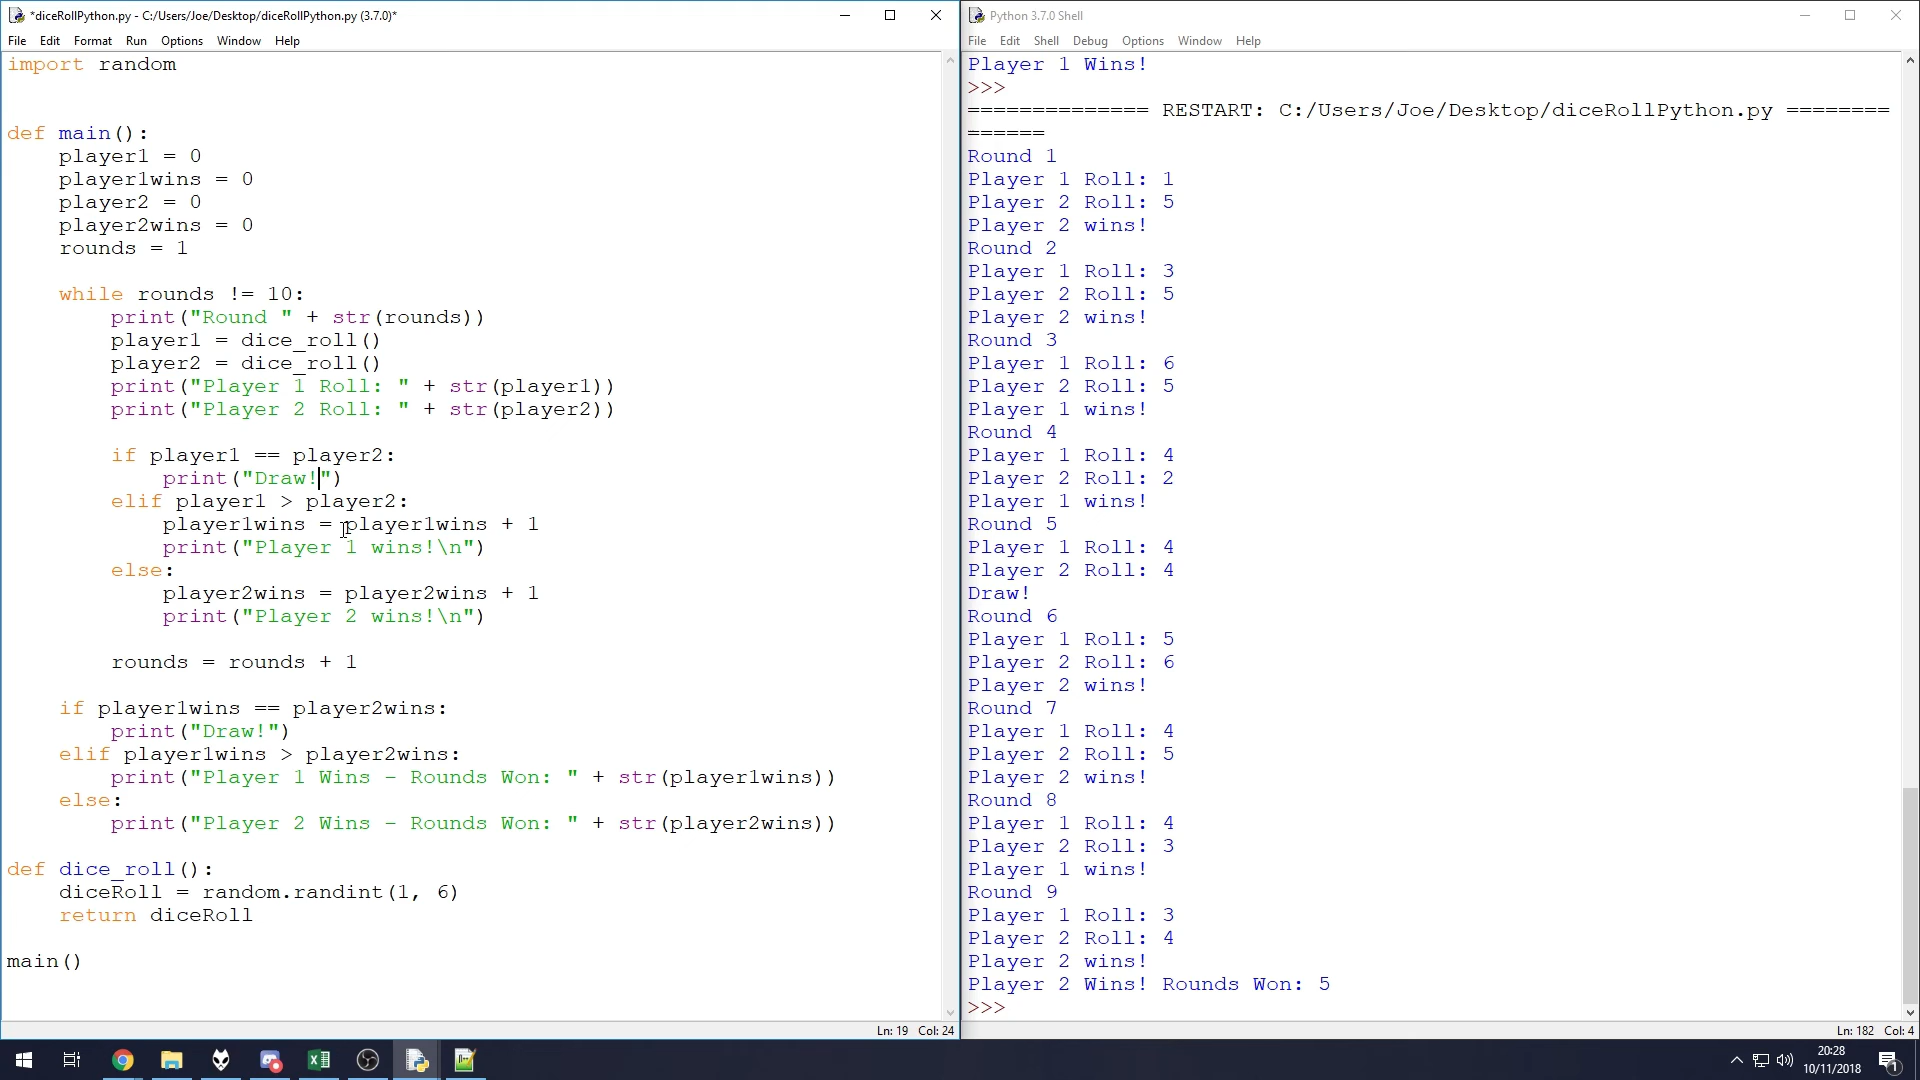 *diceRollPython.py - C:/Users/Joe/Desktop/diceRollPython.py (3.7.0)*
File Edit Format Run Options Window Help
import random
def main():
player1 = 0
player1wins = 0
player2 = 0
player2wins = 0
rounds = 1
while rounds != 10:
print("Round " + str(rounds))
player1 = dice_roll()
player2 = dice_roll()
print("Player 1 Roll: " + str(player1))
print("Player 2 Roll: " + str(player2))
if player1 == player2:
print("Draw!")
elif player1 > player2:
player1wins = player1wins + 1
print("Player 1 wins!\n")
else:
player2wins = player2wins + 1
print("Player 2 wins!\n")
rounds = rounds + 1
if player1wins == player2wins:
print("Draw!")
elif player1wins > player2wins:
print("Player 1 Wins - Rounds Won: " + str(player1wins))
else:
print("Player 2 Wins - Rounds Won: " + str(player2wins))
def dice_roll():
diceRoll = random.randint(1, 6)
return diceRoll
main()
Ln: 19 Col: 24
Python 3.7.0 Shell
File Edit Shell Debug Options Window Help
Player 1 Wins!
>>>
============== RESTART: C:/Users/Joe/Desktop/diceRollPython.py ========
======
Round 1
Player 1 Roll: 1
Player 2 Roll: 5
Player 2 wins!
Round 2
Player 1 Roll: 3
Player 2 Roll: 5
Player 2 wins!
Round 3
Player 1 Roll: 6
Player 2 Roll: 5
Player 1 wins!
Round 4
Player 1 Roll: 4
Player 2 Roll: 2
Player 1 wins!
Round 5
Player 1 Roll: 4
Player 2 Roll: 4
Draw!
Round 6
Player 1 Roll: 5
Player 2 Roll: 6
Player 2 wins!
Round 7
Player 1 Roll: 4
Player 2 Roll: 5
Player 2 wins!
Round 8
Player 1 Roll: 4
Player 2 Roll: 3
Player 1 wins!
Round 9
Player 1 Roll: 3
Player 2 Roll: 4
Player 2 wins!
Player 2 Wins! Rounds Won: 5
>>>
Ln: 182 Col: 4
20:28
10/11/2018
1